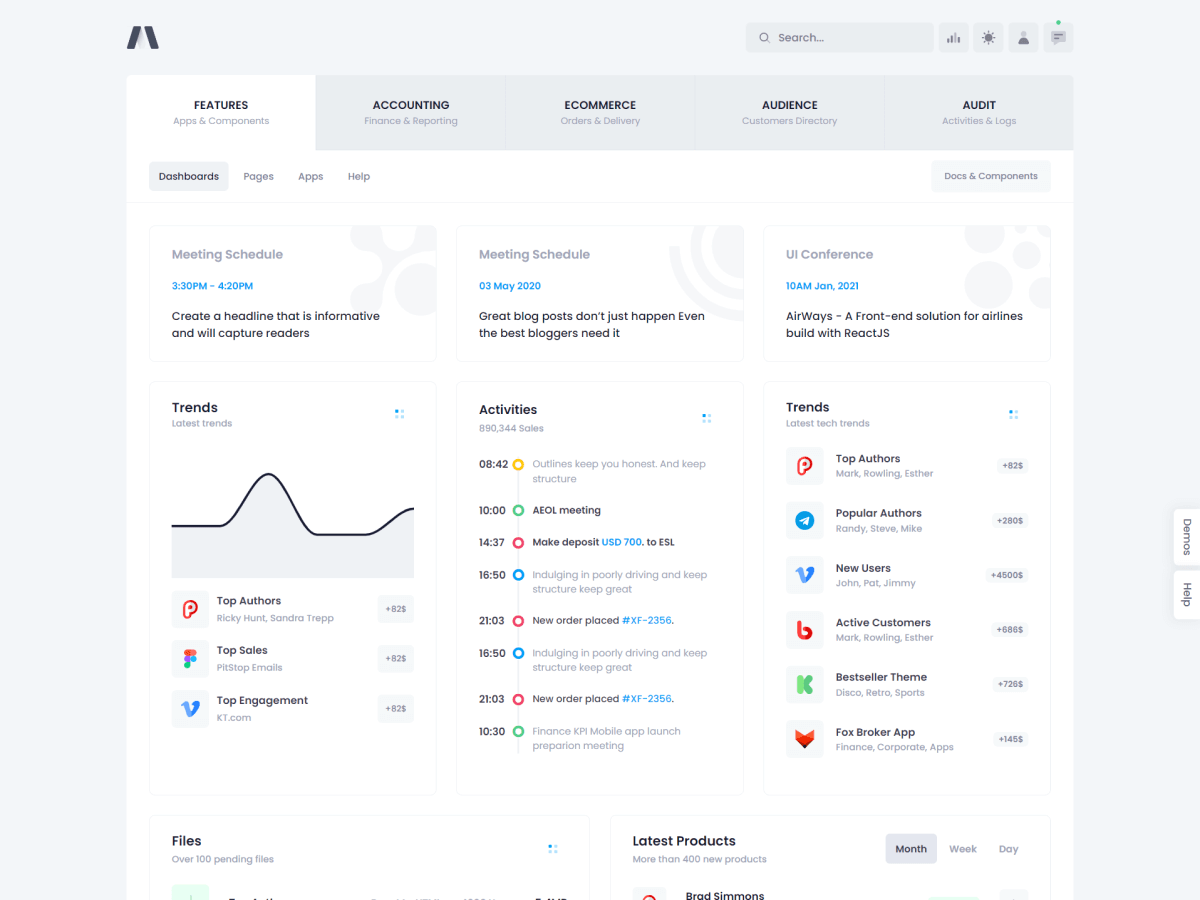 Search...
FEATURES
Apps & Components
ACCOUNTING
Finance & Reporting
ECOMMERCE
Orders & Delivery
AUDIENCE
Customers Directory
AUDIT
Activities & Logs
Dashboards
Pages
Apps
Help
Docs & Components
Meeting Schedule
3:30PM - 4:20PM
Create a headline that is informative
and will capture readers
Meeting Schedule
03 May 2020
Great blog posts don't just happen Even
the best bloggers need it
UI Conference
10AM Jan, 2021
AirWays - A Front-end solution for airlines
build with ReactJS
Trends
Latest trends
Top Authors
Ricky Hunt, Sandra Trepp
+82$
Top Sales
PitStop Emails
+82$
Top Engagement
KT.com
+82$
Activities
890,344 Sales
08:42 Outlines keep you honest. And keep
structure
10:00 AEOL meeting
14:37 Make deposit USD 700. to ESL
16:50 Indulging in poorly driving and keep
structure keep great
21:03 New order placed #XF-2356.
16:50 Indulging in poorly driving and keep
structure keep great
21:03 New order placed #XF-2356.
10:30 Finance KPI Mobile app launch
preparion meeting
Trends
Latest tech trends
Top Authors
Mark, Rowling, Esther
+82$
Popular Authors
Randy, Steve, Mike
+280$
New Users
John, Pat, Jimmy
+4500$
Active Customers
Mark, Rowling, Esther
+686$
Bestseller Theme
Disco, Retro, Sports
+726$
Fox Broker App
Finance, Corporate, Apps
+145$
Demos
Help
Files
Over 100 pending files
Latest Products
More than 400 new products
Month
Week
Day
Brad Simmons